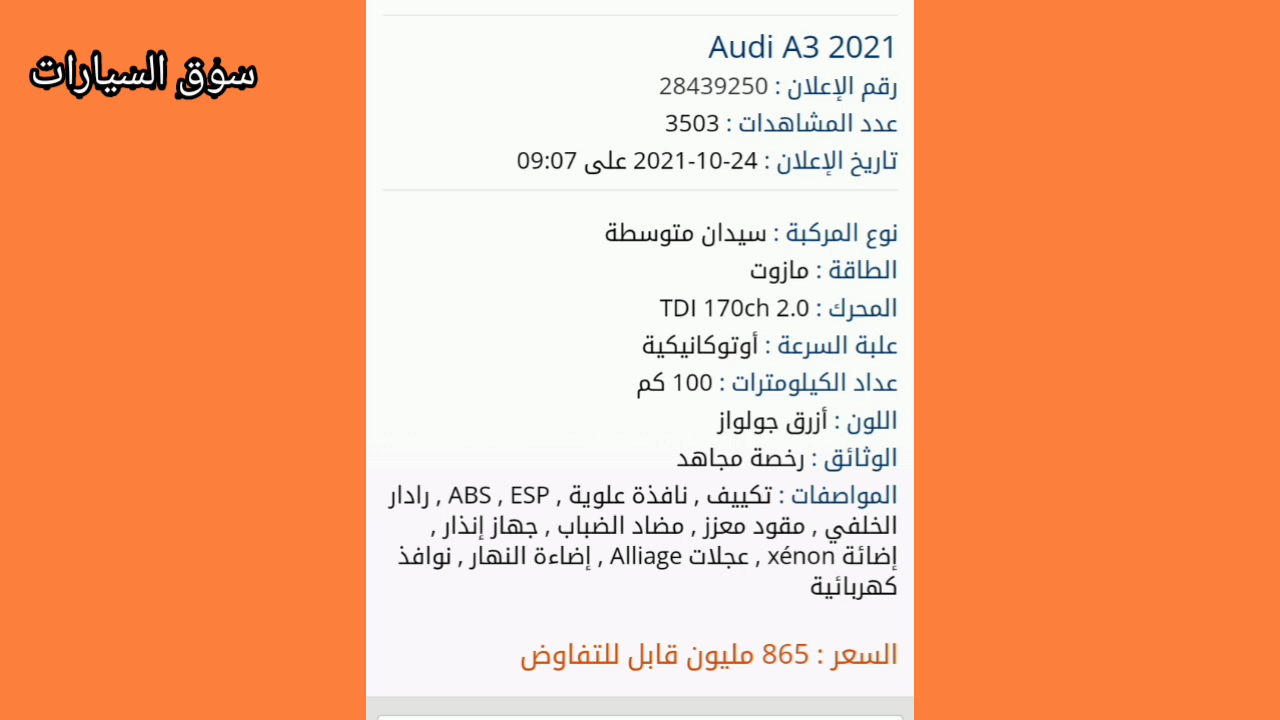 سوق السيارات
Audi A3 2021
رقم الإعلان : 28439250
عدد المشاهدات : 3503
تاريخ الإعلان : 24-10-2021 على 09:07
نوع المركبة : سيدان متوسطة
الطاقة : مازوت
المحرك : 2.0 TDI 170ch
علبة السرعة : أوتوكانيكية
عداد الكيلومترات : 100 كم
اللون : أزرق جولواز
الوثائق : رخصة مجاهد
المواصفات : تكييف , نافذة علوية , ABS , ESP , رادار
الخلفي , مقود معزز , مضاد الضباب , جهاز إنذار ,
إضائة xénon , عجلات Alliage , إضاءة النهار , نوافذ
كهربائية
السعر : 865 مليون قابل للتفاوض